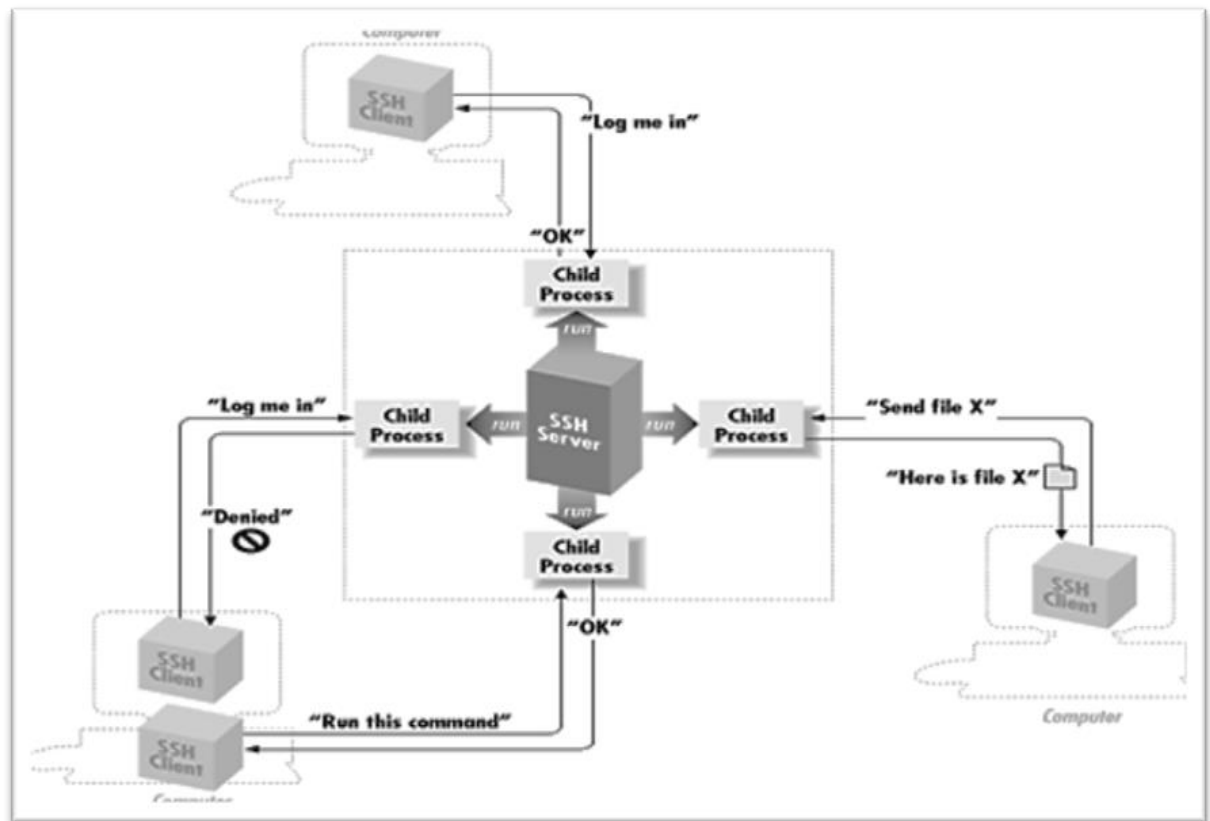 Computer
SSH
Client
"Log me in"
"OK"
Child
Process
run
"Log me in"
Child
Process
run
SSH
Server
run
Child
Process
"Send file X"
"Here is file X"
"Denied"
run
Child
Process
"OK"
SSH
Client
SSH
Client
"Run this command"
SSH
Client
Computer
Computer